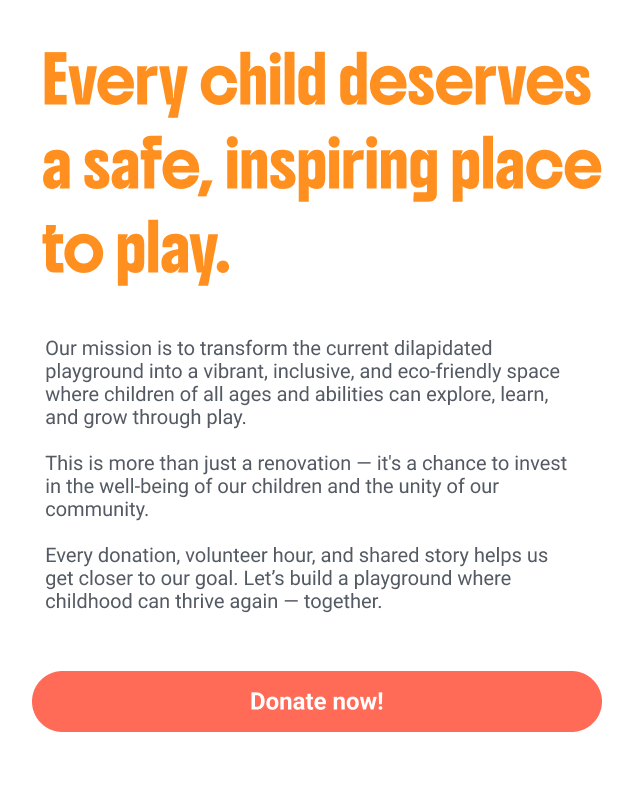 Every child deserves
a safe, inspiring place
to play.
Our mission is to transform the current dilapidated
playground into a vibrant, inclusive, and eco-friendly space
where children of all ages and abilities can explore, learn,
and grow through play.
This is more than just a renovation — it's a chance to invest
in the well-being of our children and the unity of our
community.
Every donation, volunteer hour, and shared story helps us
get closer to our goal. Let’s build a playground where
childhood can thrive again — together.
Donate now!